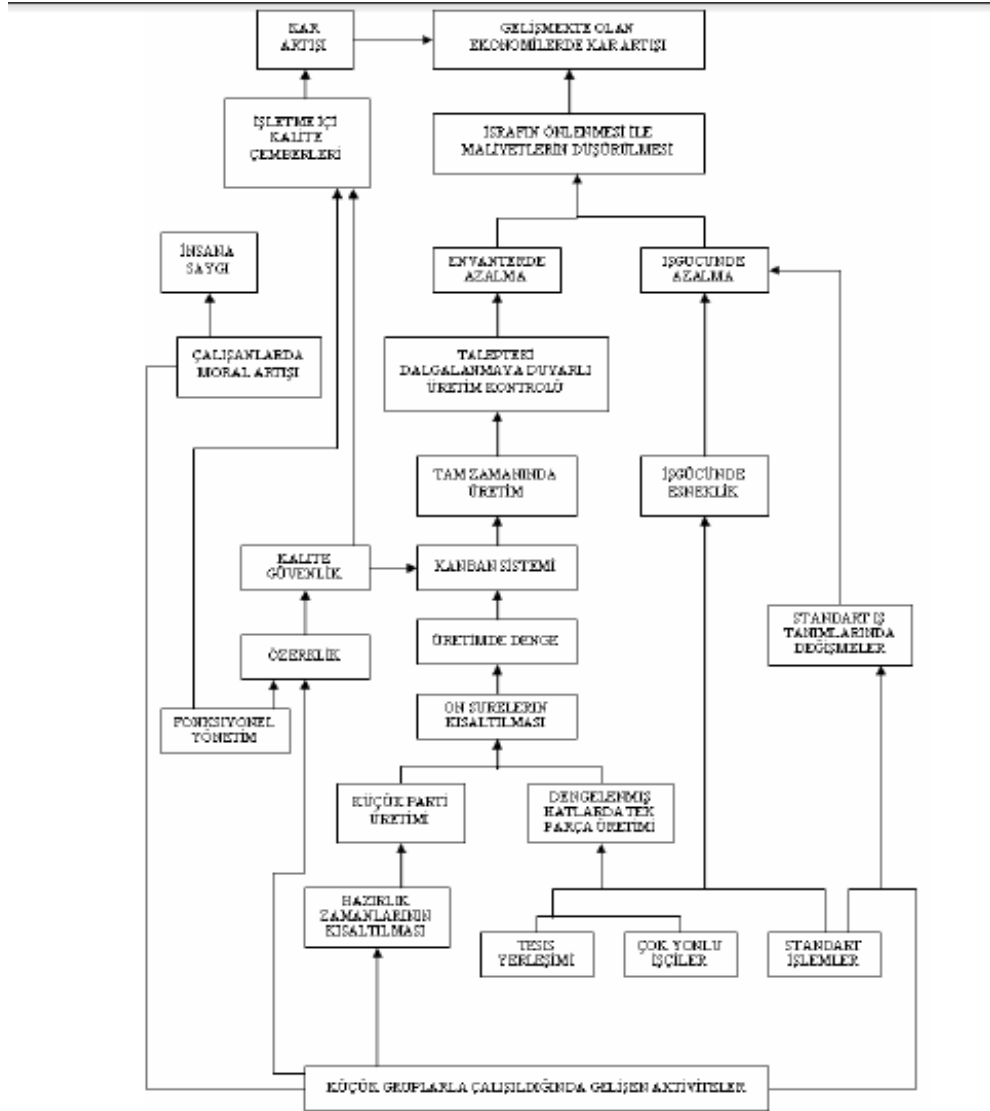 KAR
ARTIŞI
GELİŞMEKTE OLAN
EKONOMİLERDE KAR ARTIŞI
İŞLETME İÇİ
KALİTE
ÇEMBERLERİ
İSRAFIN ÖNLENMESİ İLE
MALİYETLERİN DÜŞÜRÜLMESİ
İNSANA
SAYGI
ENVANTERDE
AZALMA
İŞGÜCÜNDE
AZALMA
ÇALIŞANLARDA
MORAL ARTIŞI
TALEPTEKİ
DALGALANMAYA DUYARLI
ÜRETİM KONTROLÜ
TAM ZAMANINDA
ÜRETİM
İŞGÜCÜNDE
ESNEKLİK
KALİTE
GÜVENLİK
KANBAN SİSTEMİ
STANDART İŞ
TANIMLARINDA
DEĞİŞMELER
ÖZERKLİK
ÜRETİMDE DENGE
FONKSIYONEL
YÖNETİM
ÖN SÜRELERİN
KISALTILMASI
KÜÇÜK PARTİ
ÜRETİMİ
DENGELENMİŞ
HATLARDA TEK
PARÇA ÜRETİMİ
HAZIRLIK
ZAMANLARININ
KISALTILMASI
TESİS
YERLEŞİMİ
ÇOK YONLU
İŞÇİLER
STANDART
İŞLEMLER
KÜÇÜK GRUPLARLA ÇALIŞILDIĞINDA GELİŞEN AKTİVİTELER